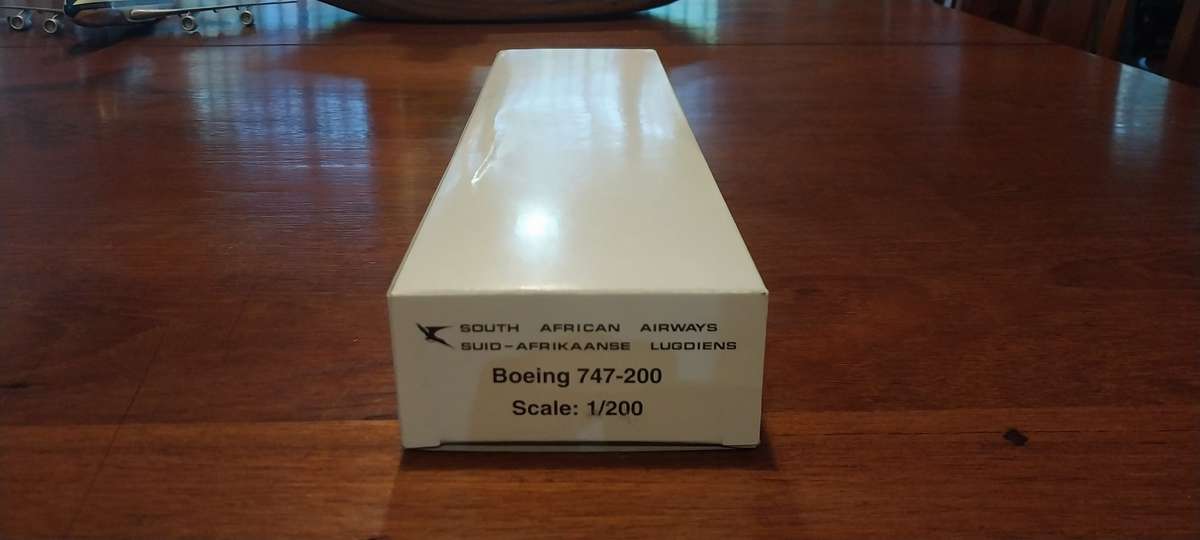 SOUTH AFRICAN AIRWAYS
SUID-AFRIKAANSE LUGDIENS
Boeing 747-200
Scale: 1/200